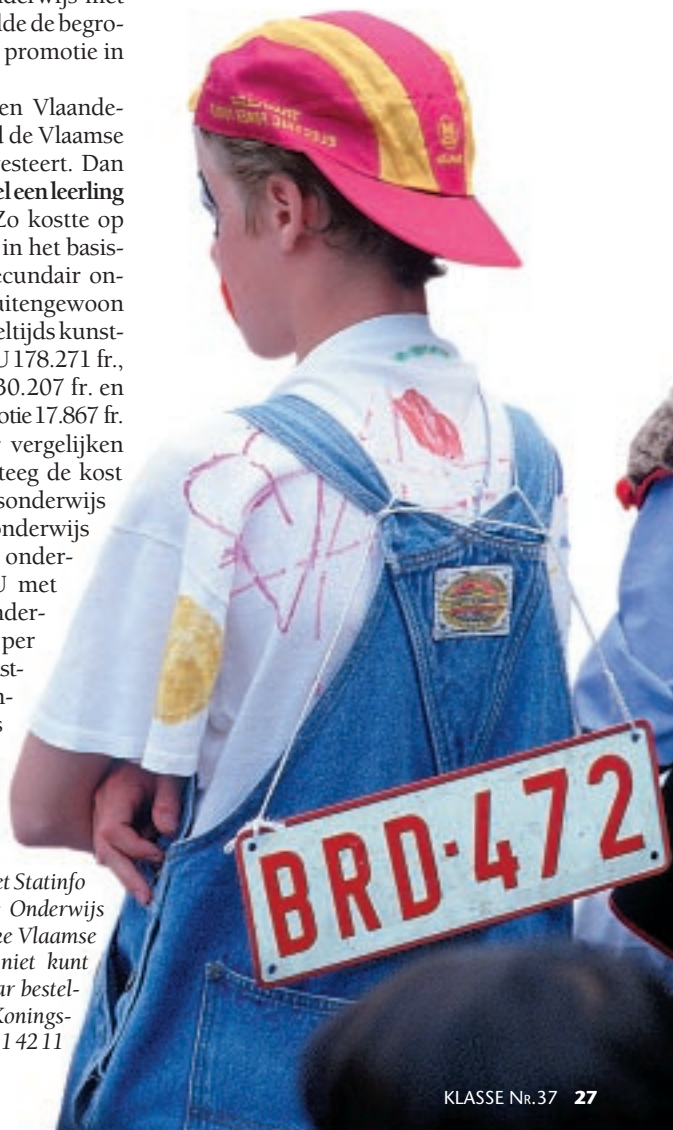 lde de begro-
promotie in
en Vlaande-
l de Vlaamse
esteert. Dan
el een leerling
Zo kostte op
in het basis-
ecundair on-
uitengewoon
eltijds kunst-
U 178.271 fr.,
30.207 fr. en
otie 17.867 fr.
vergelijken
teeg de kost
sonderwijs
onderwijs
onder-
U met
nder-
per
st-
n-
s
et Statinfo
Onderwijs
ke Vlaamse
niet kunt
ar bestel-
Konings-
1 42 11
BRD·472
KLASSE NR.37 27